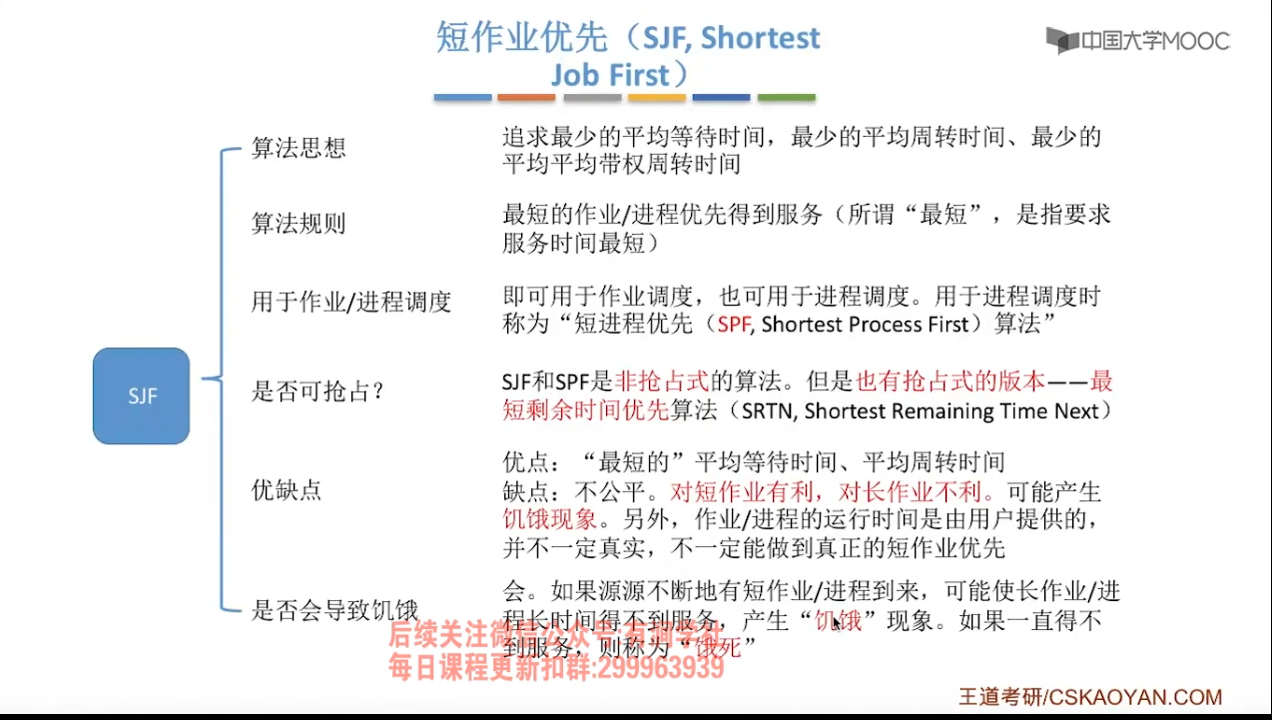 短作业优先（SJF, Shortest
Job First）
中国大学MOOC
算法思想
追求最少的平均等待时间，最少的平均周转时间、最少的
平均平均带权周转时间
算法规则
最短的作业/进程优先得到服务（所谓“最短”，是指要求
服务时间最短）
用于作业/进程调度
即可用于作业调度，也可用于进程调度。用于进程调度时
称为“短进程优先（SPF, Shortest Process First）算法”
SJF
是否可抢占？
SJF和SPF是非抢占式的算法。但是也有抢占式的版本——最
短剩余时间优先算法（SRTN, Shortest Remaining Time Next）
优缺点
优点：“最短的”平均等待时间、平均周转时间
缺点：不公平。对短作业有利，对长作业不利。可能产生
饥饿现象。另外，作业/进程的运行时间是由用户提供的，
并不一定真实，不一定能做到真正的短作业优先
是否会导致饥饿
会。如果源源不断地有短作业/进程到来，可能使长作业/进
程长时间得不到服务，产生“饥饿”现象。如果一直得不
到服务，则称为“饿死”
后续关注微信公众号:有测学社
每日课程更新扣群:299963939
王道考研/CSKAOYAN.COM